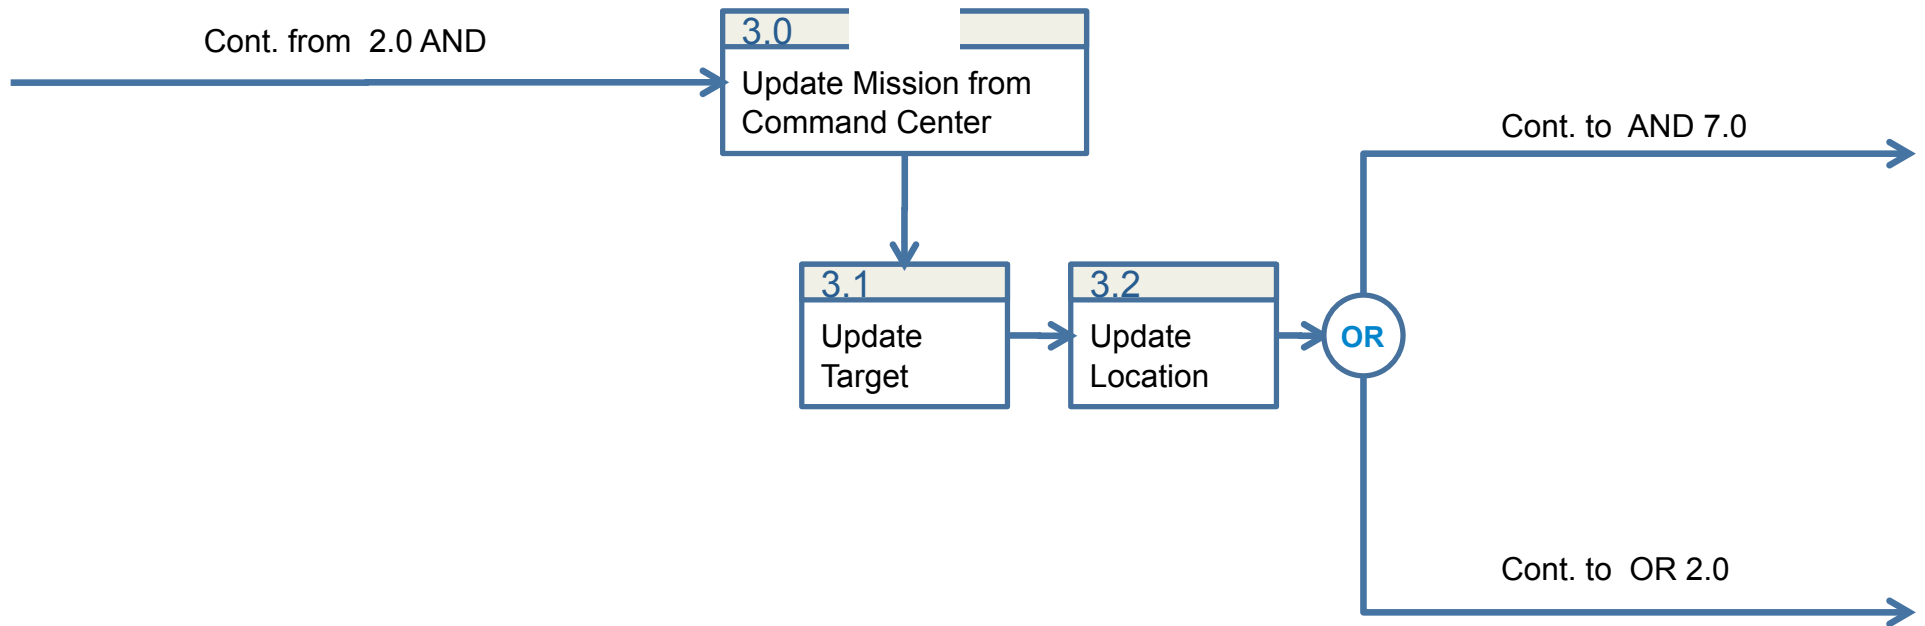 Cont. from  2.0 AND
3.0
Update Mission from
Command Center
Cont. to  AND 7.0
3.1
Update
Target
3.2
Update
Location
OR
Cont. to  OR 2.0